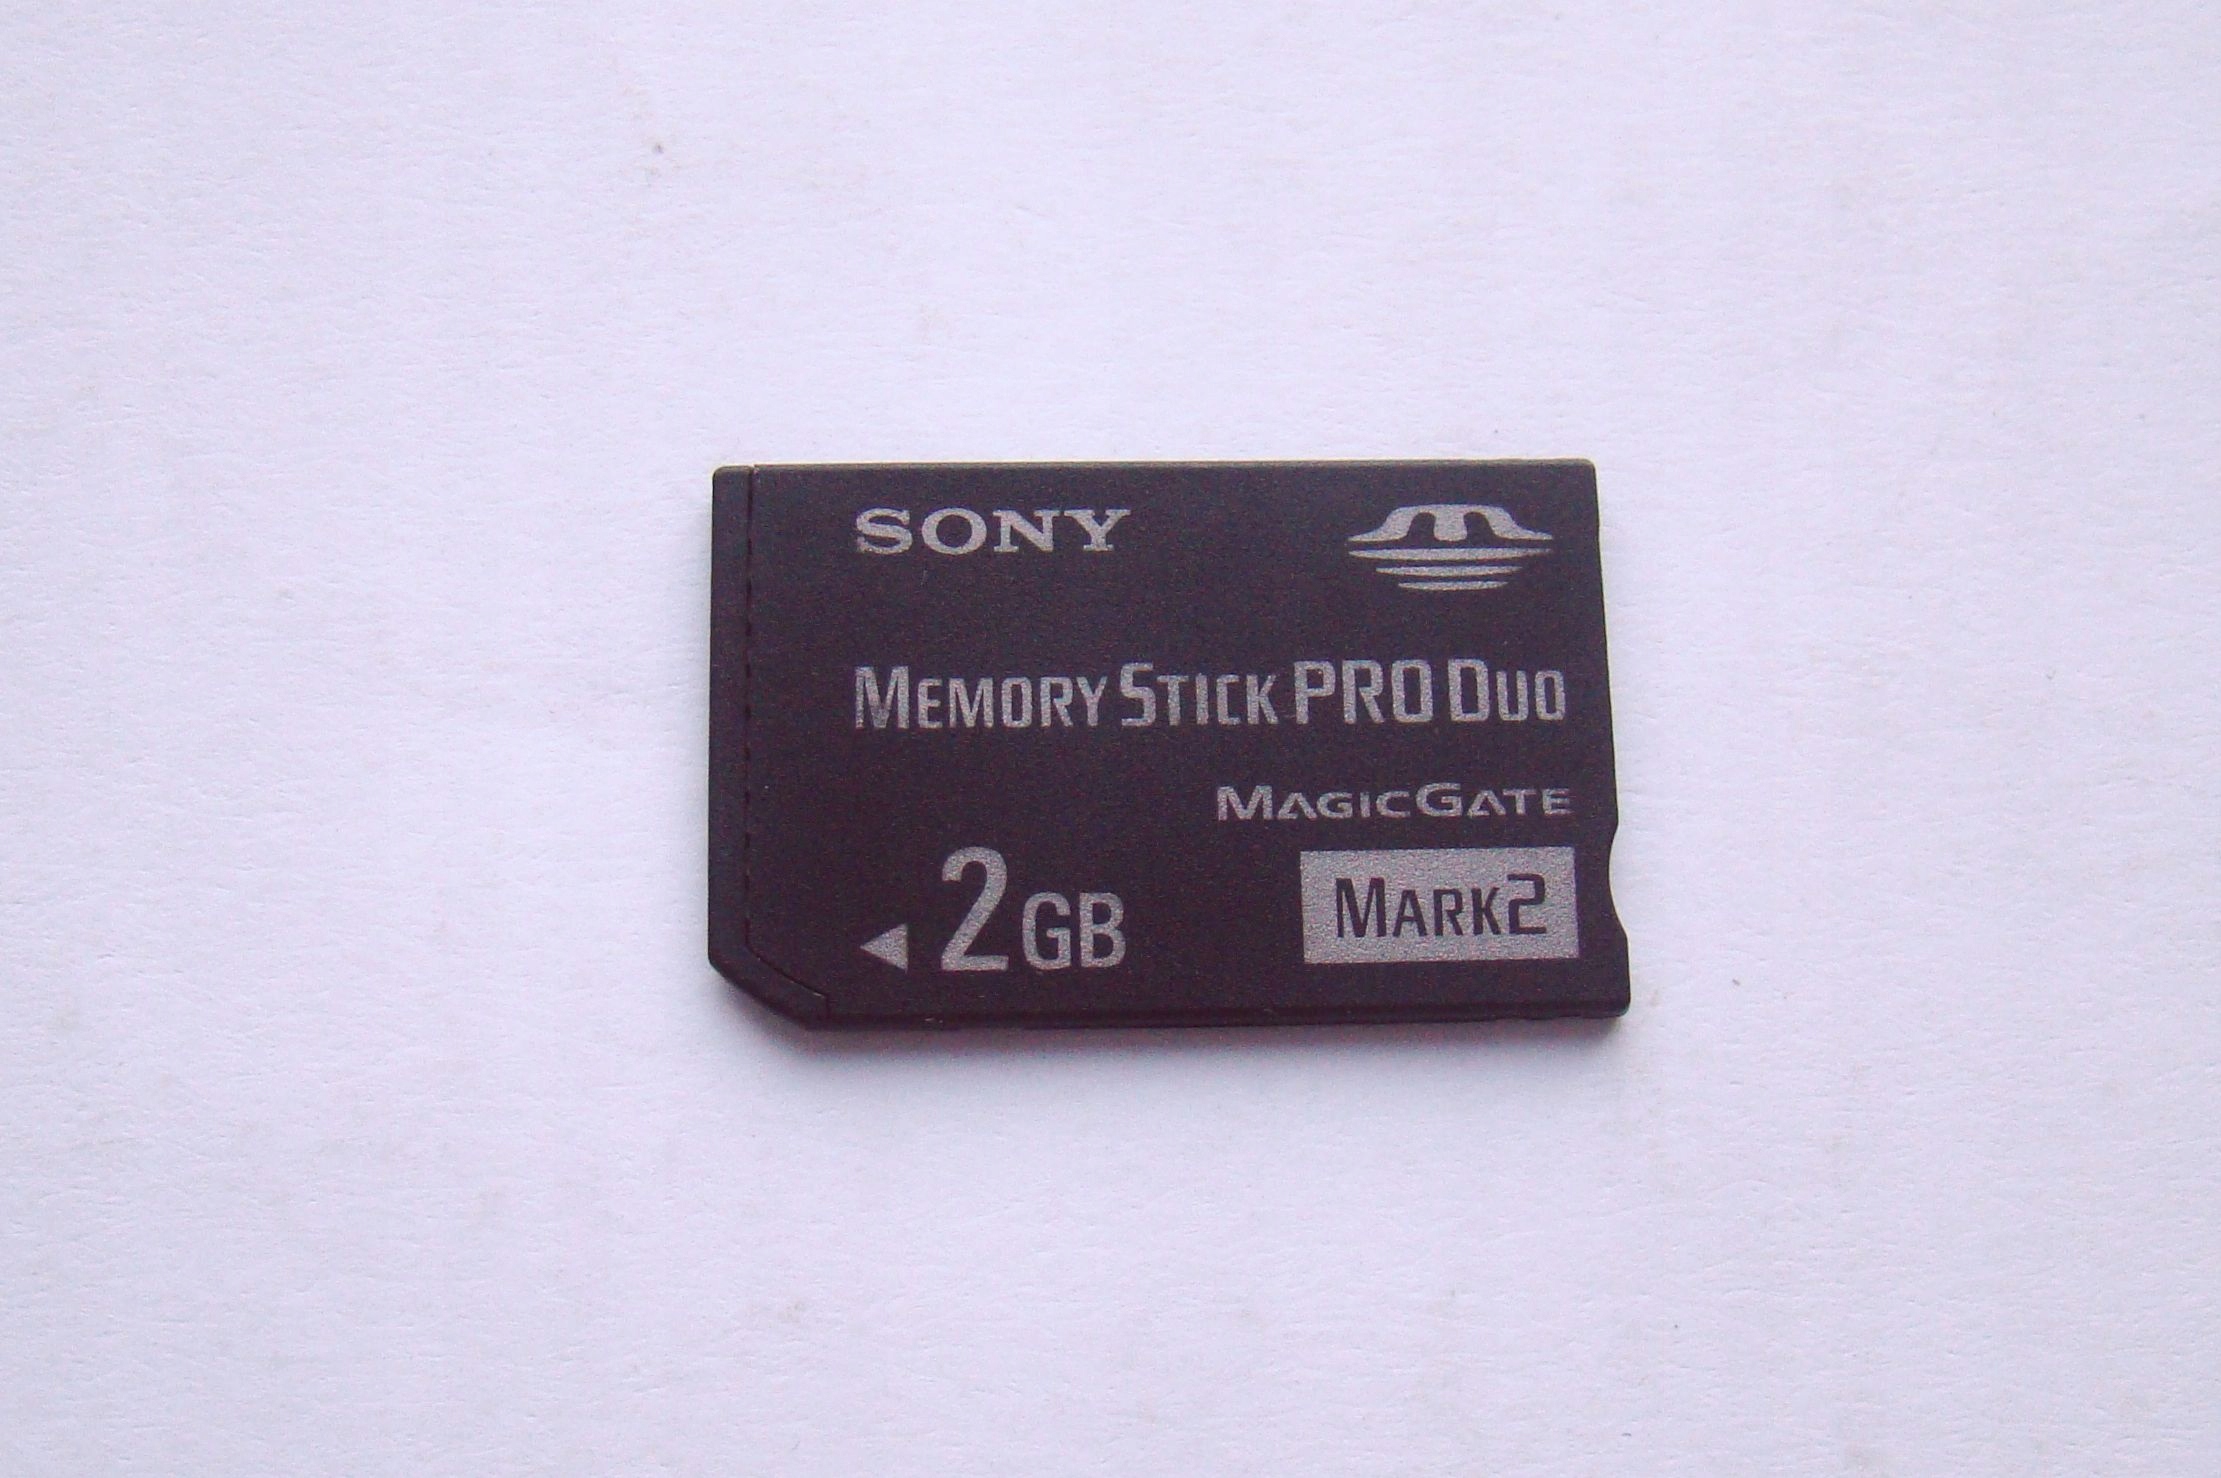 SONY
MEMORY STICK PRO DUO
MAGICGATE
2GB
MARK2